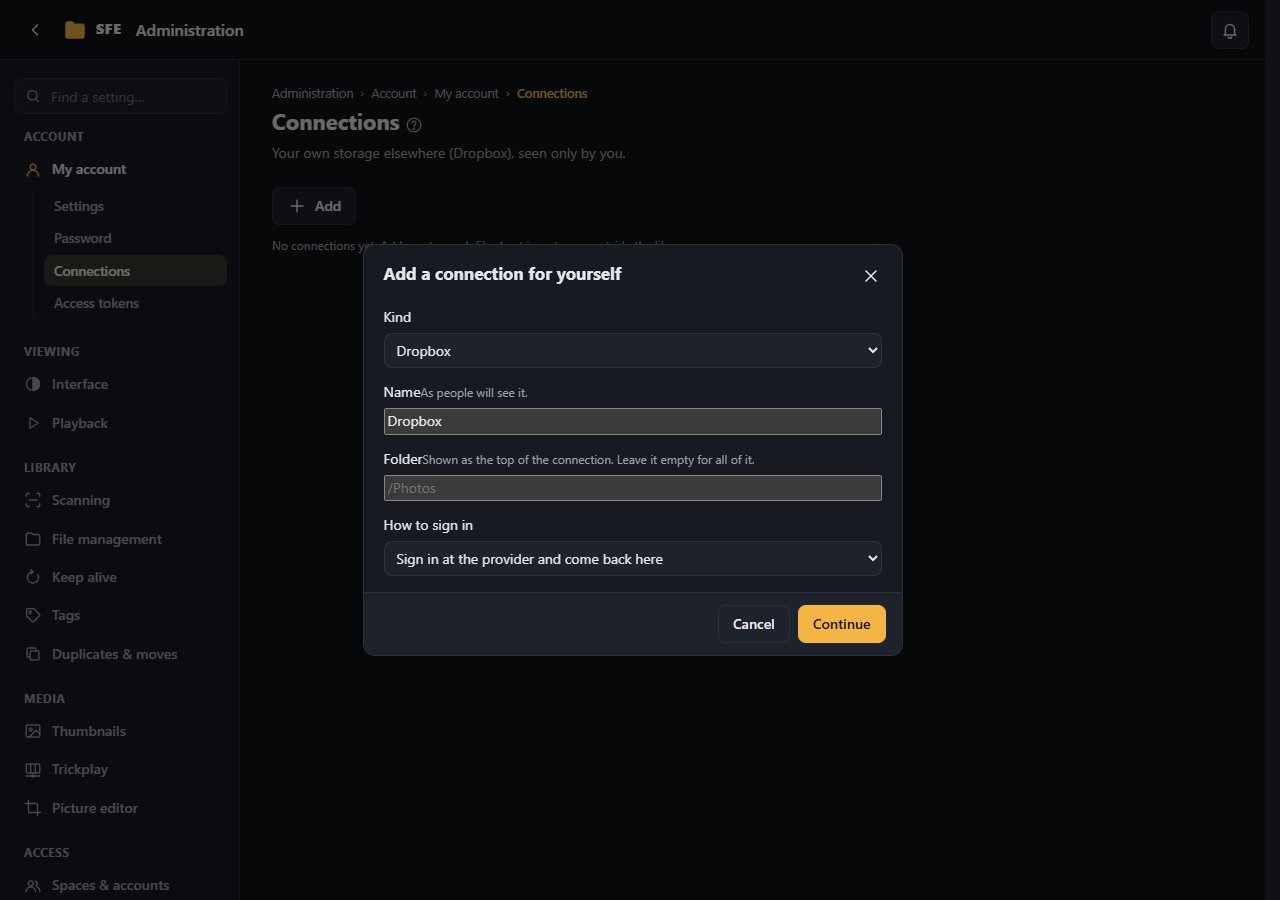 SFE Administration
Find a setting...
ACCOUNT
My account
Settings
Password
Connections
Access tokens
VIEWING
Interface
Playback
LIBRARY
Scanning
File management
Keep alive
Tags
Duplicates & moves
MEDIA
Thumbnails
Trickplay
Picture editor
ACCESS
Spaces & accounts
Administration › Account › My account › Connections
Connections ?
Your own storage elsewhere (Dropbox), seen only by you.
Add
No connections yet.
Add a connection for yourself
Kind
Dropbox
Name As people will see it.
Dropbox
Folder Shown as the top of the connection. Leave it empty for all of it.
/Photos
How to sign in
Sign in at the provider and come back here
Cancel
Continue